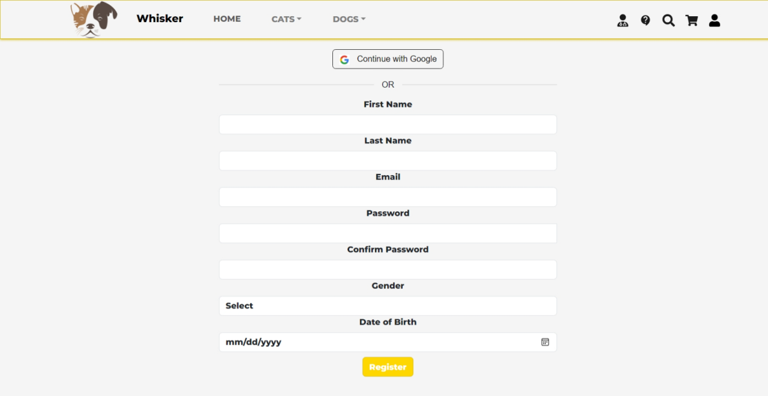 Whisker HOME CATS DOGS
Continue with Google
OR
First Name
Last Name
Email
Password
Confirm Password
Gender
Select
Date of Birth
mm/dd/yyyy
Register